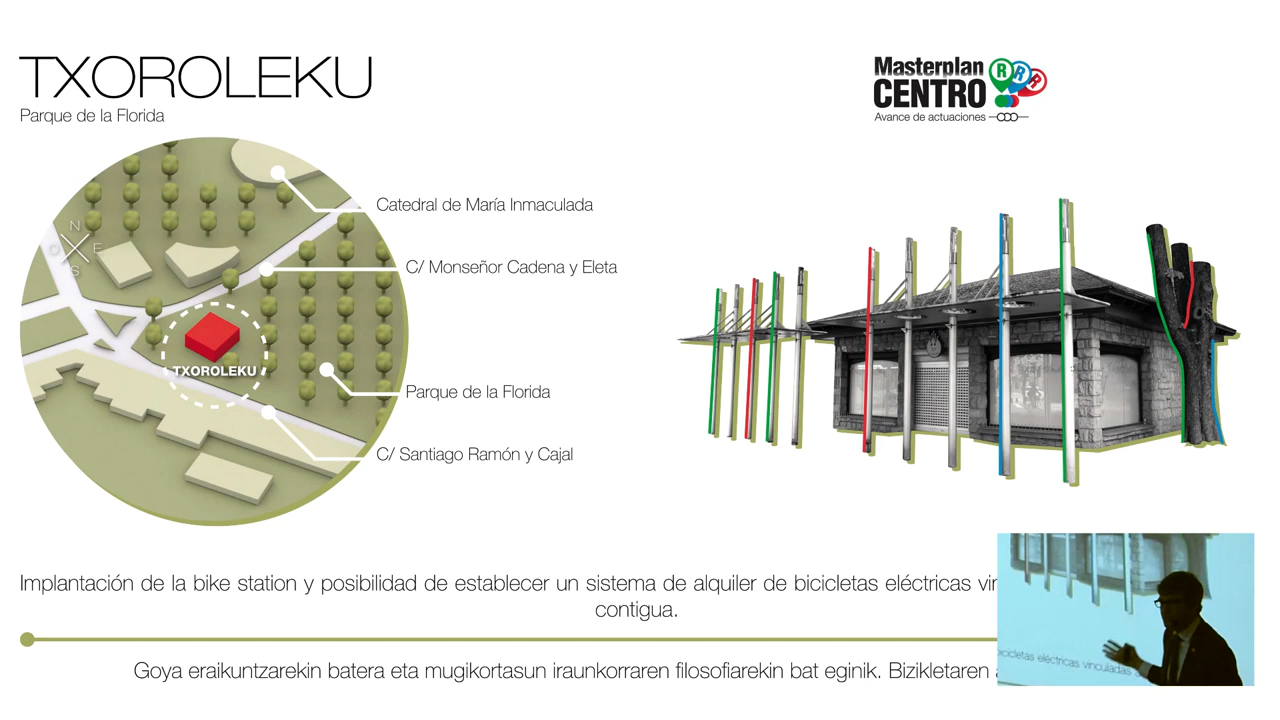 TXOROLEKU
Parque de la Florida
Masterplan
CENTRO
R R R
Avance de actuaciones
Catedral de María Inmaculada
N
E
S
O
C/ Monseñor Cadena y Eleta
TXOROLEKU
Parque de la Florida
C/ Santiago Ramón y Cajal
Implantación de la bike station y posibilidad de establecer un sistema de alquiler de bicicletas eléctricas
contigua.
Goya eraikuntzarekin batera eta mugikortasun iraunkorraren filosofiarekin bat eginik. Bizikletaren
bicicletas eléctricas vinculadas